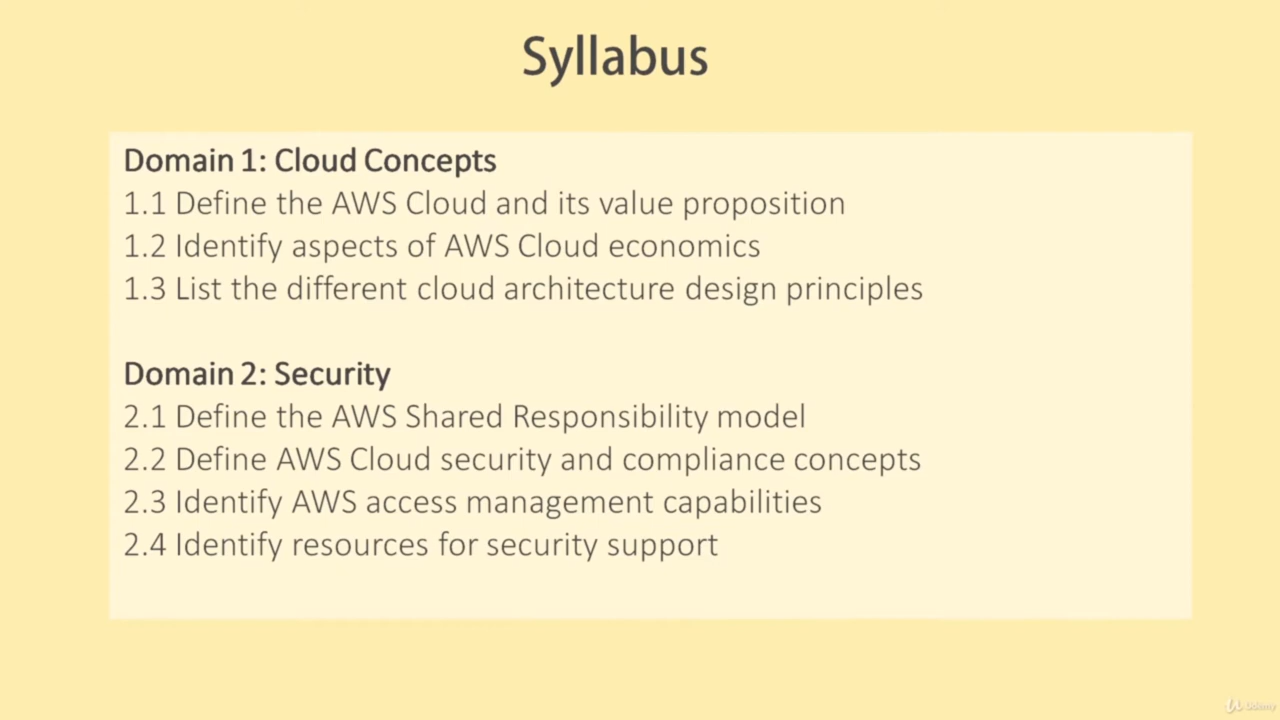 Syllabus
Domain 1: Cloud Concepts
1.1 Define the AWS Cloud and its value proposition
1.2 Identify aspects of AWS Cloud economics
1.3 List the different cloud architecture design principles
Domain 2: Security
2.1 Define the AWS Shared Responsibility model
2.2 Define AWS Cloud security and compliance concepts
2.3 Identify AWS access management capabilities
2.4 Identify resources for security support
Udemy